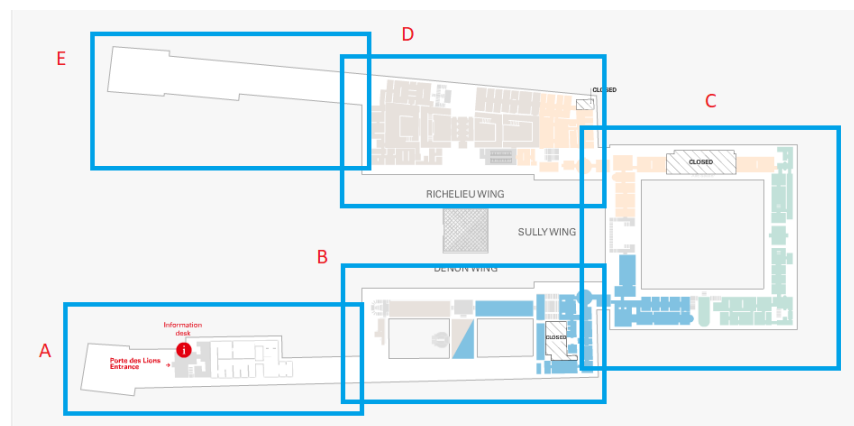 D
E
CLOSED
C
CLOSED
RICHELIEU WING
SULLY WING
B
DENON WING
Information
desk
i
A
Porte des Lions
Entrance
CLOSED